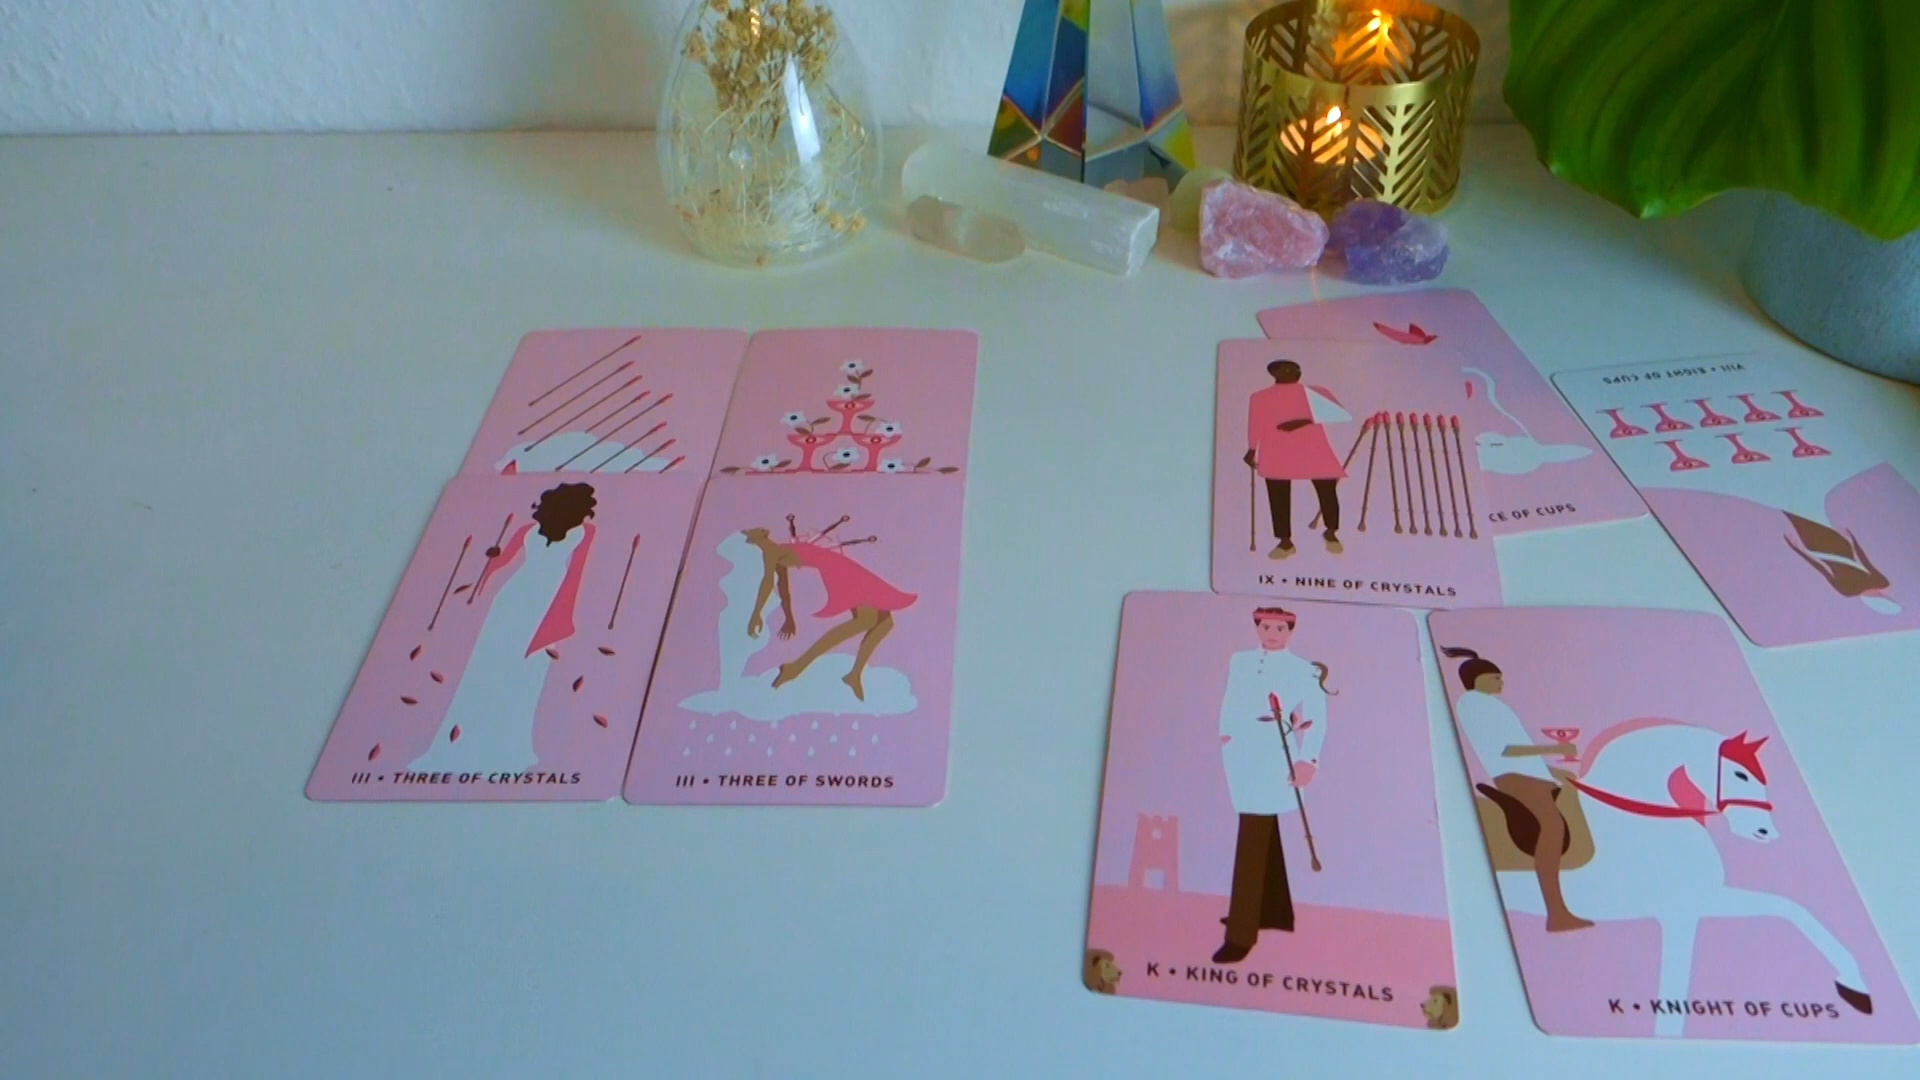 III • THREE OF CRYSTALS
III • THREE OF SWORDS
IX • NINE OF CRYSTALS
CE OF CUPS
VIII • EIGHT OF CUPS
K • KING OF CRYSTALS
K • KNIGHT OF CUPS